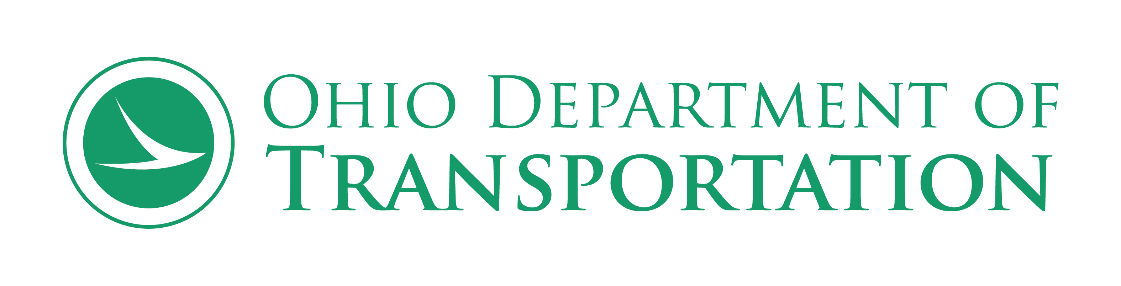 OHIO DEPARTMENT OF
TRANSPORTATION